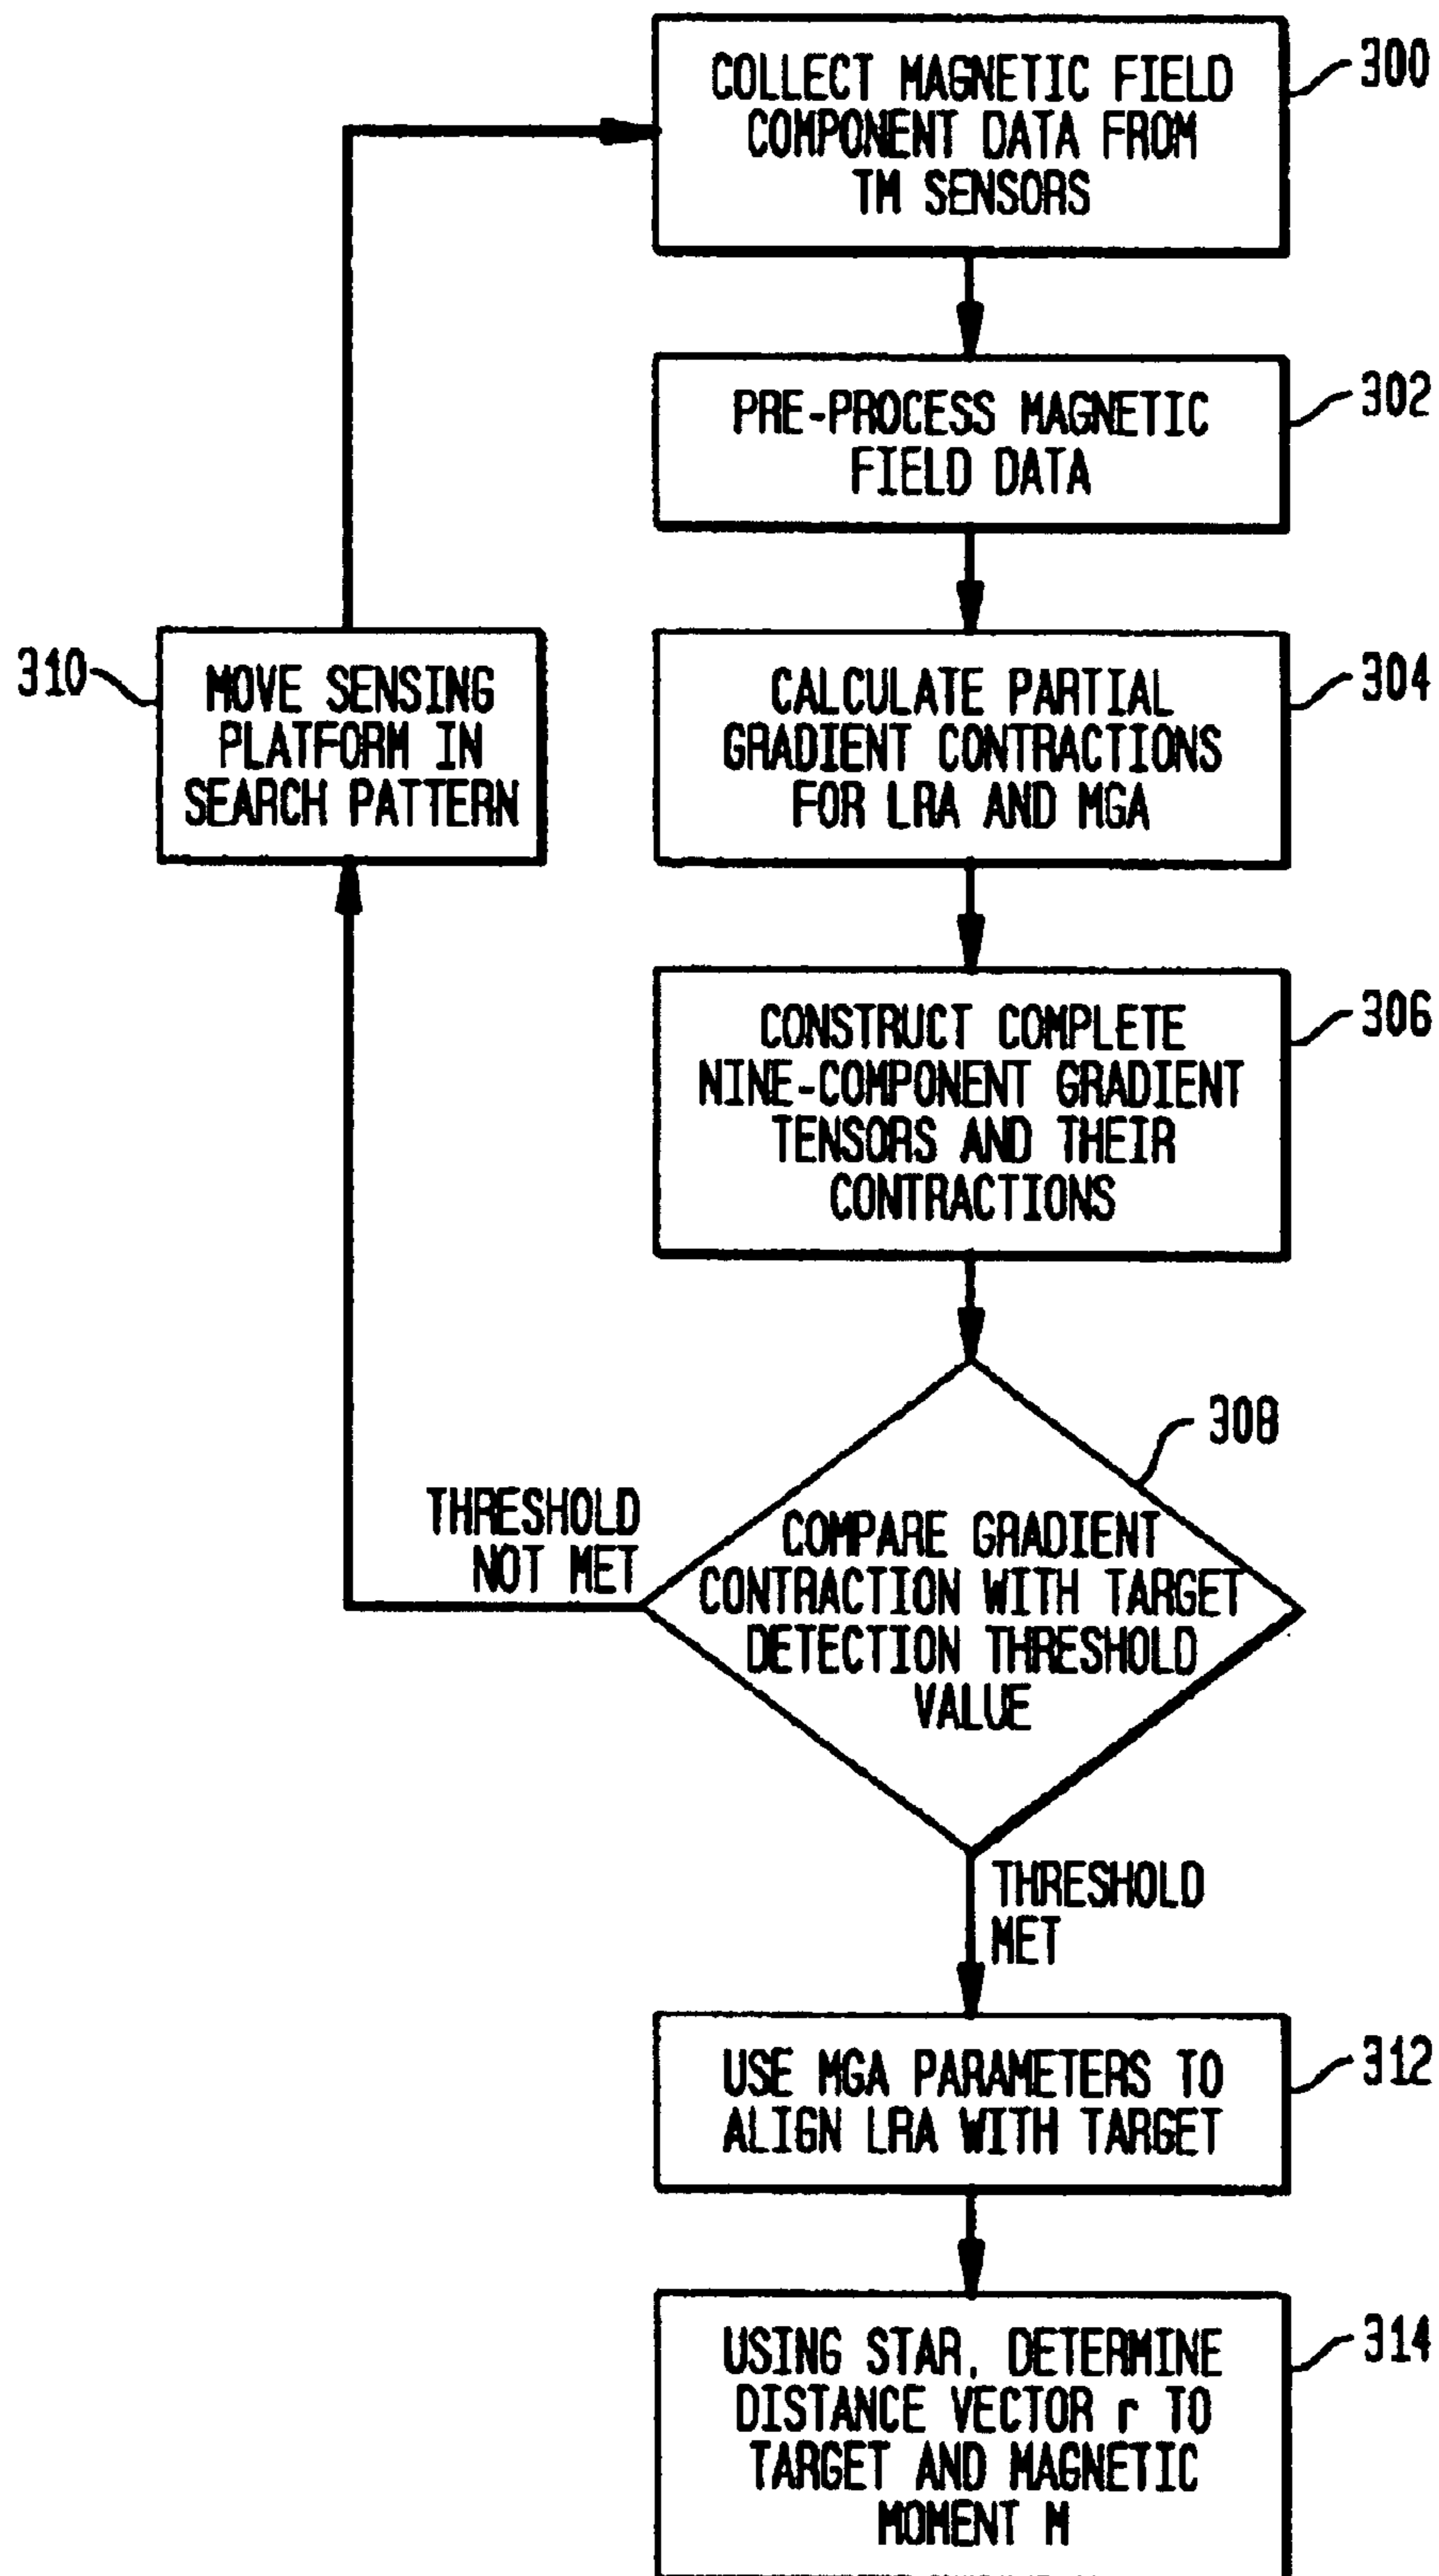 COLLECT MAGNETIC FIELD
COMPONENT DATA FROM
TM SENSORS
300
PRE-PROCESS MAGNETIC
FIELD DATA
302
310
MOVE SENSING
PLATFORM IN
SEARCH PATTERN
CALCULATE PARTIAL
GRADIENT CONTRACTIONS
FOR LRA AND MGA
304
CONSTRUCT COMPLETE
NINE-COMPONENT GRADIENT
TENSORS AND THEIR
CONTRACTIONS
306
308
THRESHOLD
NOT MET
COMPARE GRADIENT
CONTRACTION WITH TARGET
DETECTION THRESHOLD
VALUE
THRESHOLD
MET
USE MGA PARAMETERS TO
ALIGN LRA WITH TARGET
312
USING STAR, DETERMINE
DISTANCE VECTOR r TO
TARGET AND MAGNETIC
MOMENT M
314